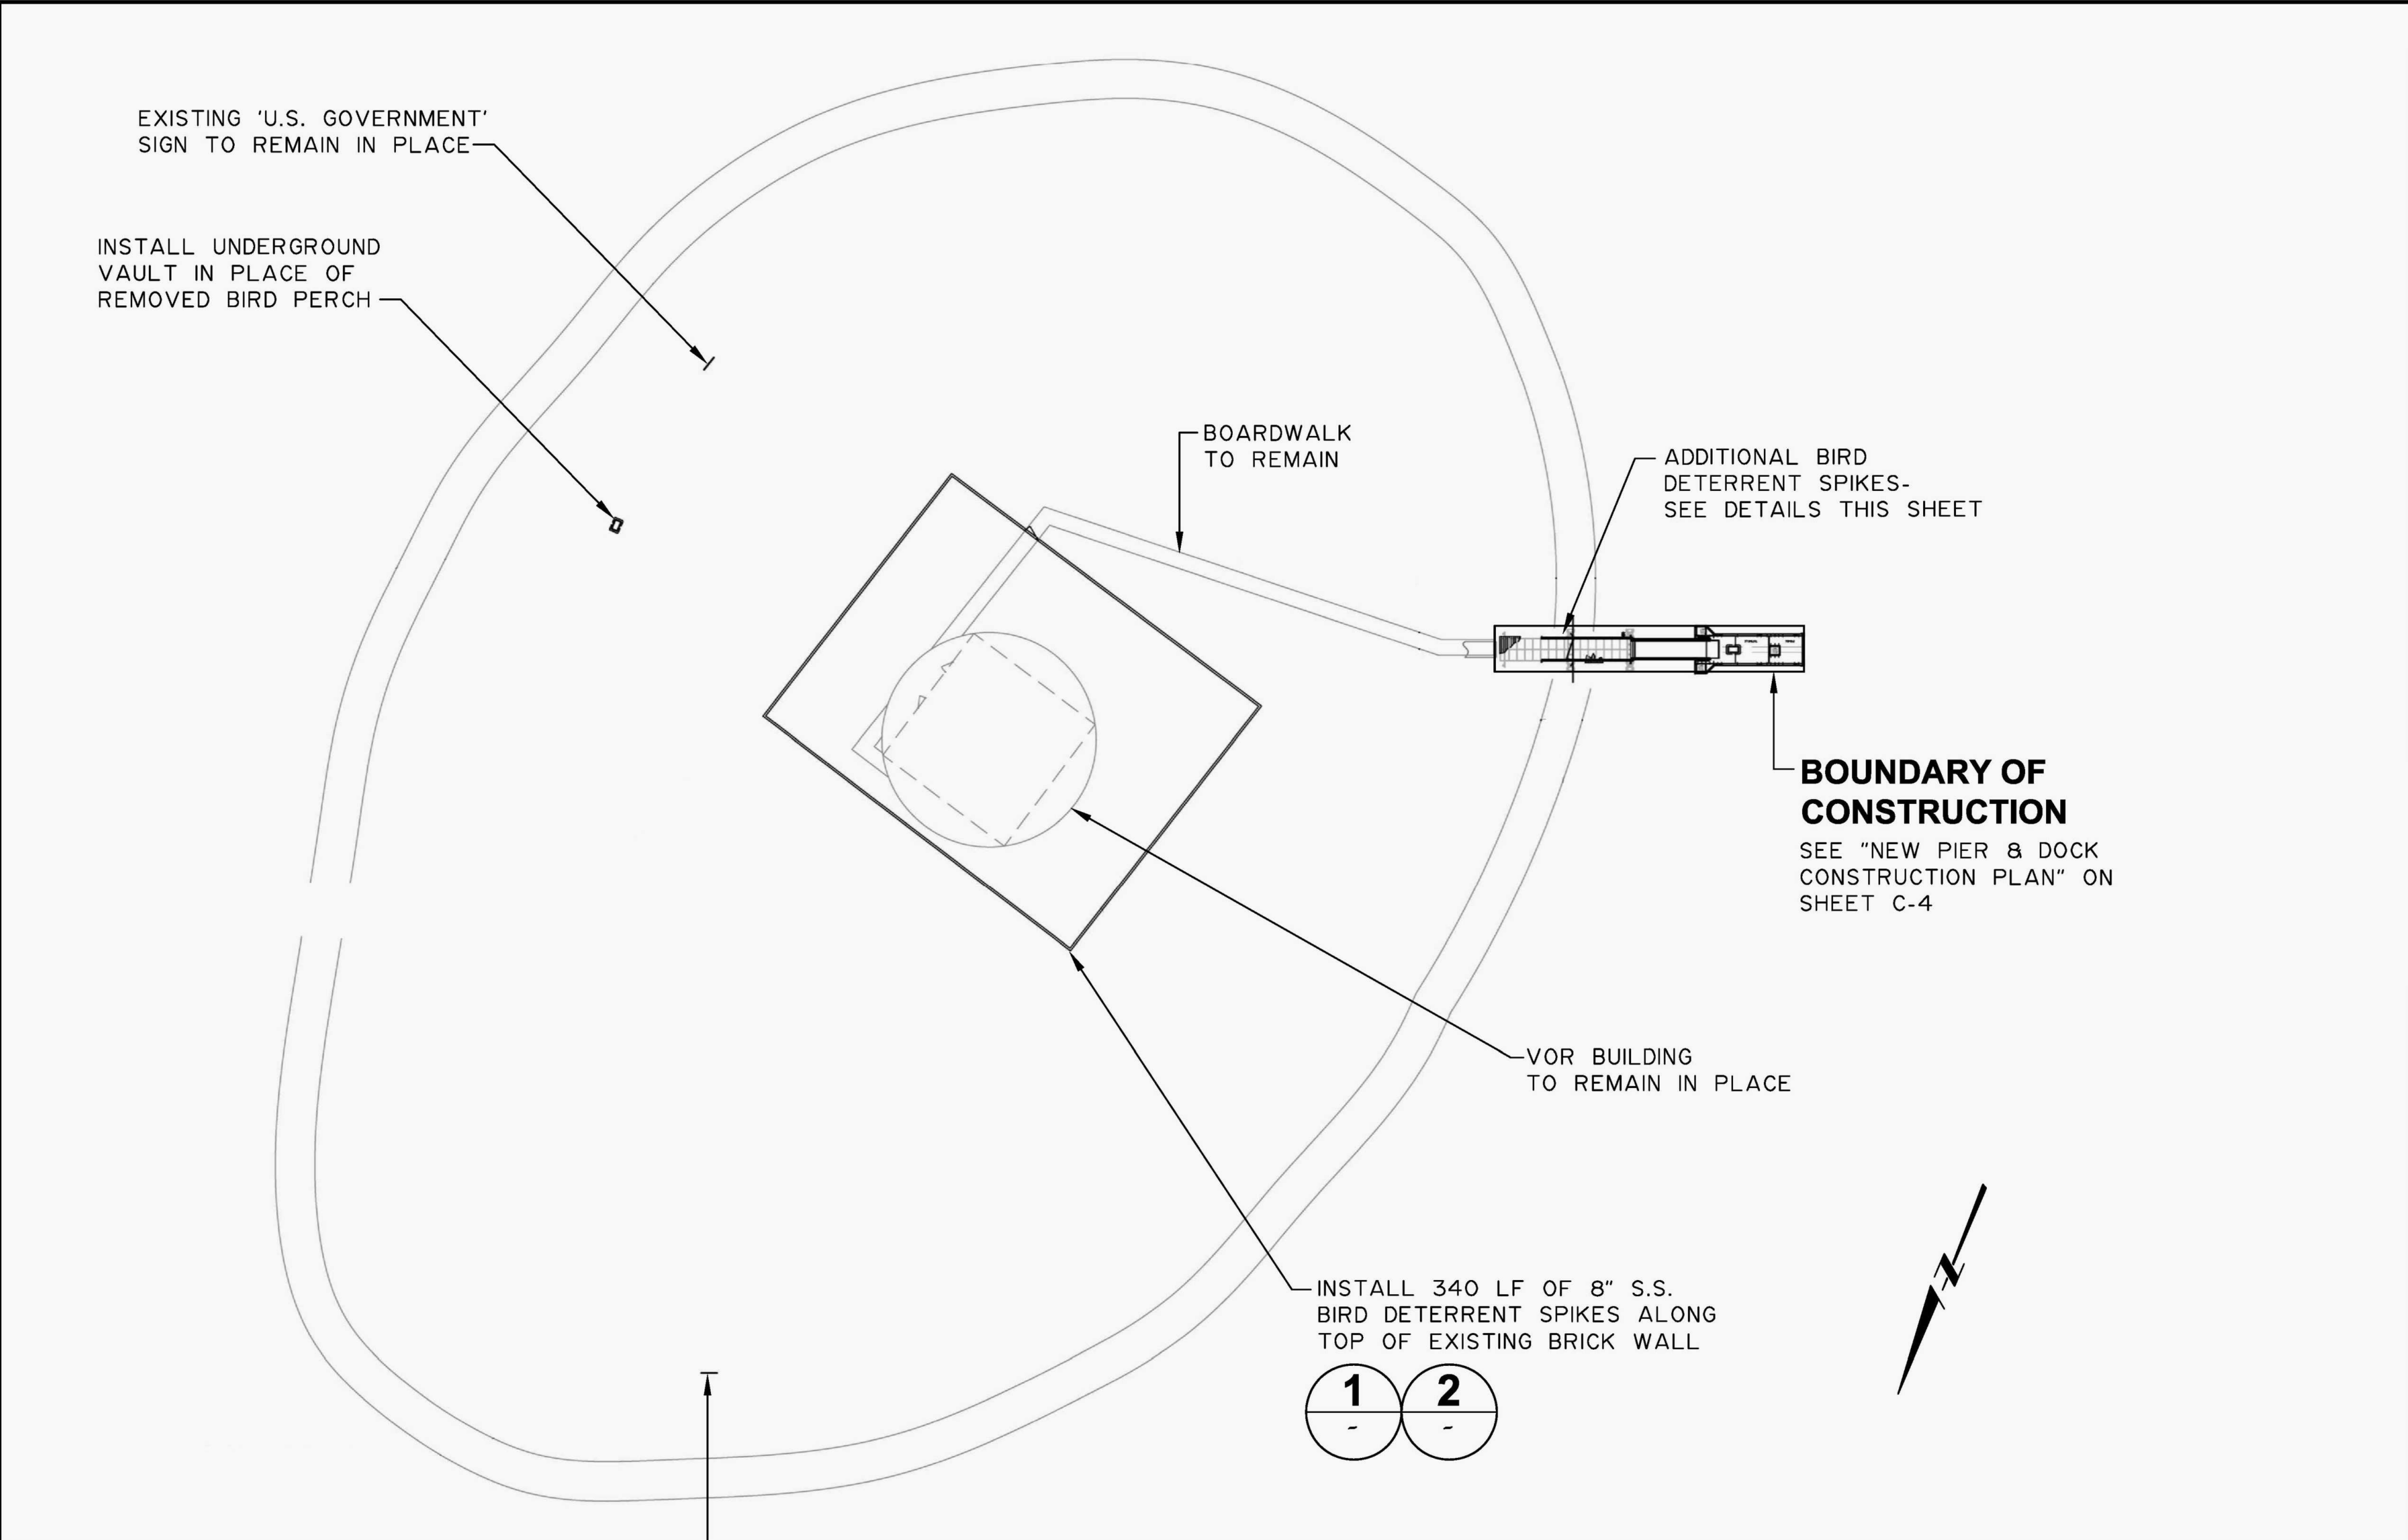 EXISTING 'U.S. GOVERNMENT'
SIGN TO REMAIN IN PLACE
INSTALL UNDERGROUND
VAULT IN PLACE OF
REMOVED BIRD PERCH
BOARDWALK
TO REMAIN
ADDITIONAL BIRD
DETERRENT SPIKES-
SEE DETAILS THIS SHEET
BOUNDARY OF
CONSTRUCTION
SEE "NEW PIER & DOCK
CONSTRUCTION PLAN" ON
SHEET C-4
VOR BUILDING
TO REMAIN IN PLACE
INSTALL 340 LF OF 8" S.S.
BIRD DETERRENT SPIKES ALONG
TOP OF EXISTING BRICK WALL
1 2
- -
N